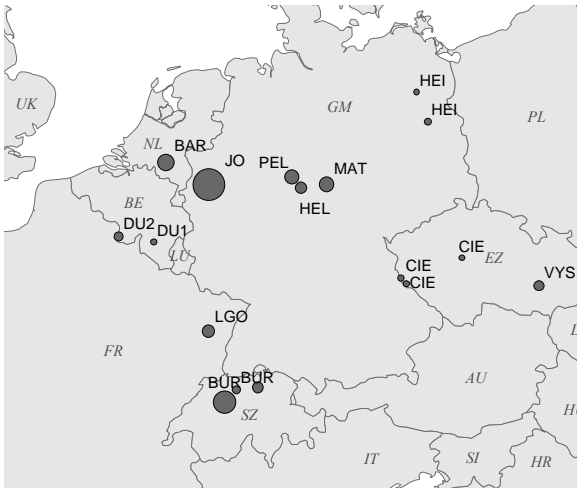 HEI
UK
GM
HEI
PL
NL
BAR
JO
PEL
MAT
HEL
BE
DU2
DU1
LU
CIE
EZ
CIE
CIE
VYS
LGO
FR
BUR
BUR
AU
SZ
IT
SI
HR